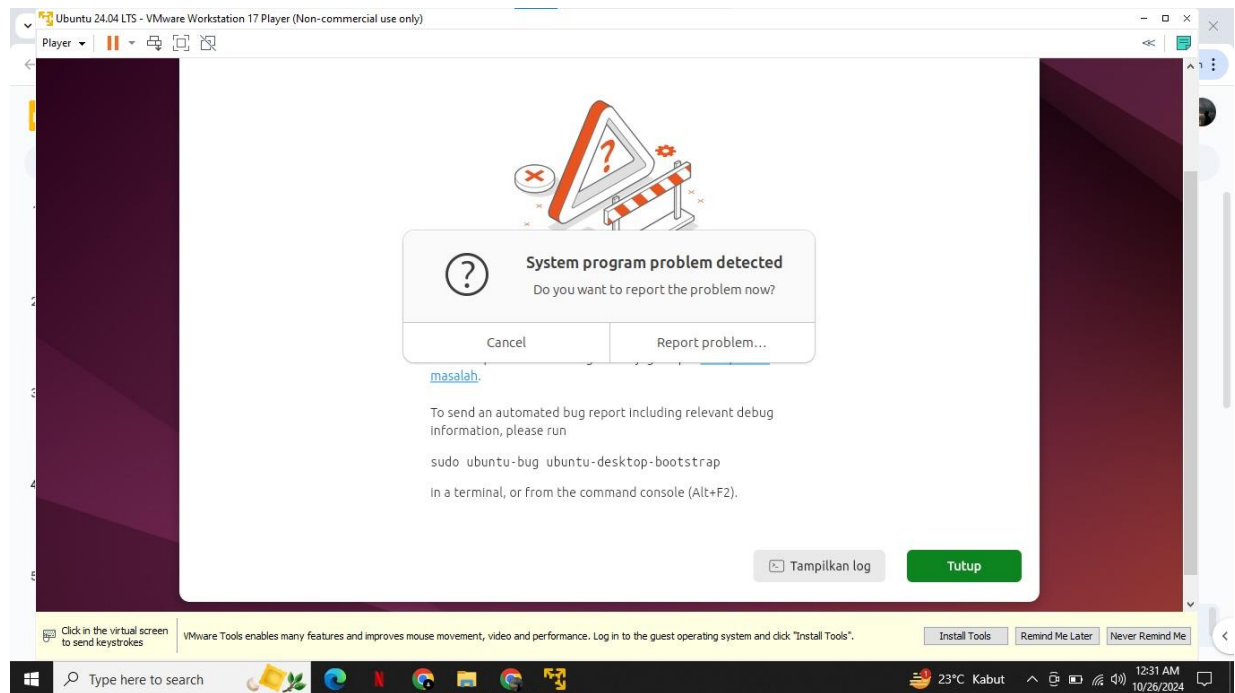 Ubuntu 24.04 LTS - VMware Workstation 17 Player (Non-commercial use only)
Player
System program problem detected
Do you want to report the problem now?
Cancel
Report problem...
masalah.
To send an automated bug report including relevant debug
information, please run
sudo ubuntu-bug ubuntu-desktop-bootstrap
in a terminal, or from the command console (Alt+F2).
Tampilkan log
Tutup
Click in the virtual screen
to send keystrokes
VMware Tools enables many features and improves mouse movement, video and performance. Log in to the guest operating system and click "Install Tools".
Install Tools
Remind Me Later
Never Remind Me
Type here to search
23°C Kabut
12:31 AM
10/26/2024